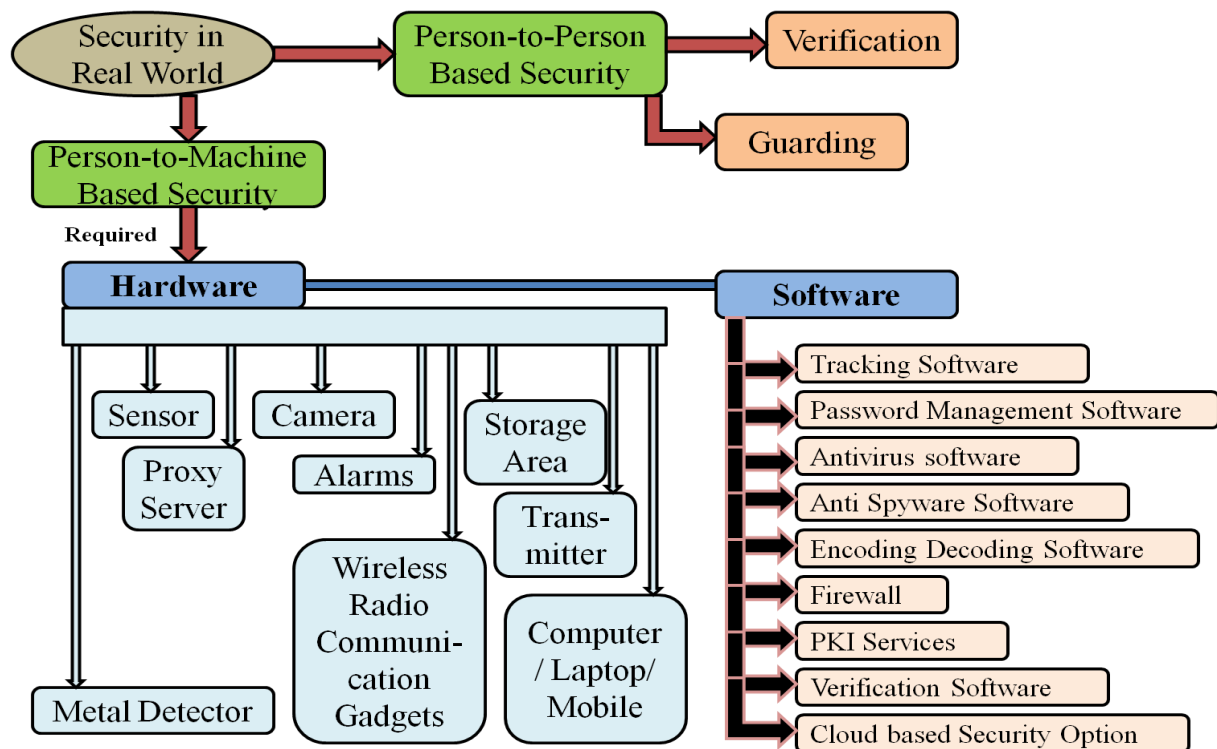 Security in
Real World
Person-to-Person
Based Security
Verification
Guarding
Person-to-Machine
Based Security
Required
Hardware
Software
Sensor
Proxy
Server
Camera
Alarms
Storage
Area
Trans-
mitter
Wireless
Radio
Communi-
cation
Gadgets
Computer
/ Laptop/
Mobile
Metal Detector
Tracking Software
Password Management Software
Antivirus software
Anti Spyware Software
Encoding Decoding Software
Firewall
PKI Services
Verification Software
Cloud based Security Option